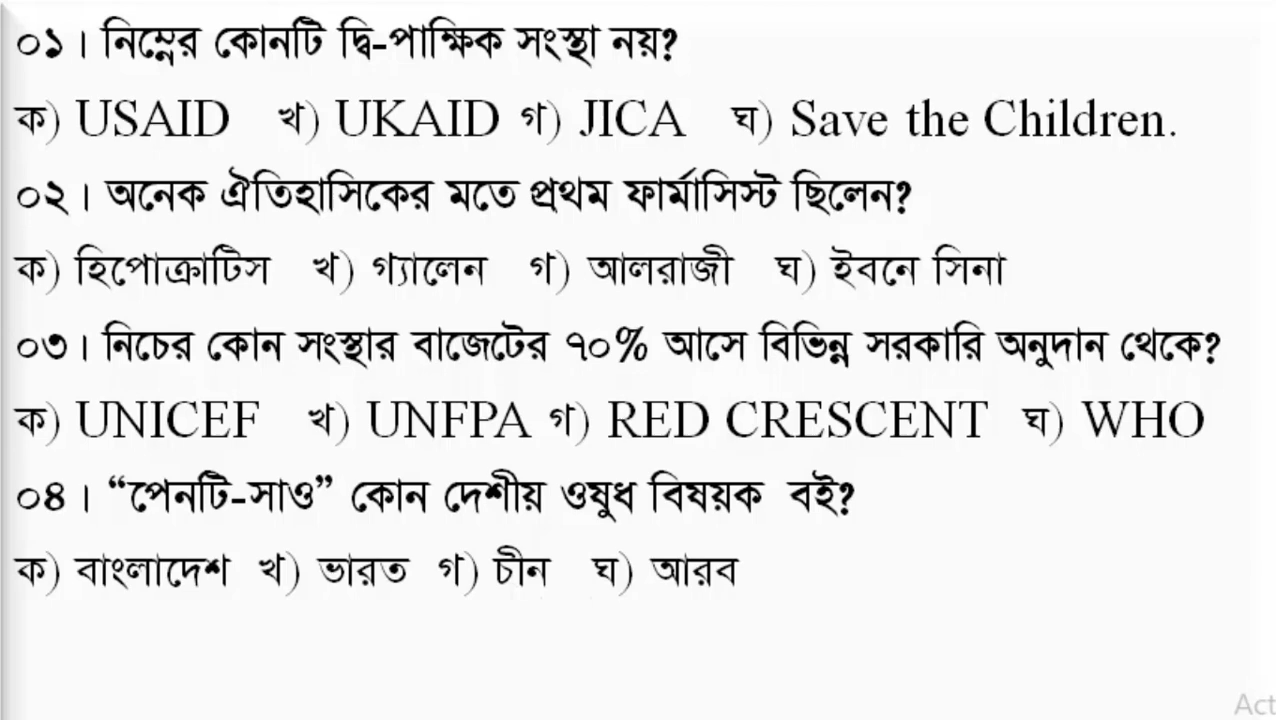 ০১। নিম্নের কোনটি দ্বি-পাক্ষিক সংস্থা নয়?
ক) USAID খ) UKAID গ) JICA ঘ) Save the Children.
০২। অনেক ঐতিহাসিকের মতে প্রথম ফার্মাসিস্ট ছিলেন?
ক) হিপোক্রাটিস খ) গ্যালেন গ) আলরাজী ঘ) ইবনে সিনা
০৩। নিচের কোন সংস্থার বাজেটের ৭০% আসে বিভিন্ন সরকারি অনুদান থেকে?
ক) UNICEF খ) UNFPA গ) RED CRESCENT ঘ) WHO
০৪। “পেনটি-সাও” কোন দেশীয় ওষুধ বিষয়ক বই?
ক) বাংলাদেশ খ) ভারত গ) চীন ঘ) আরব
Act